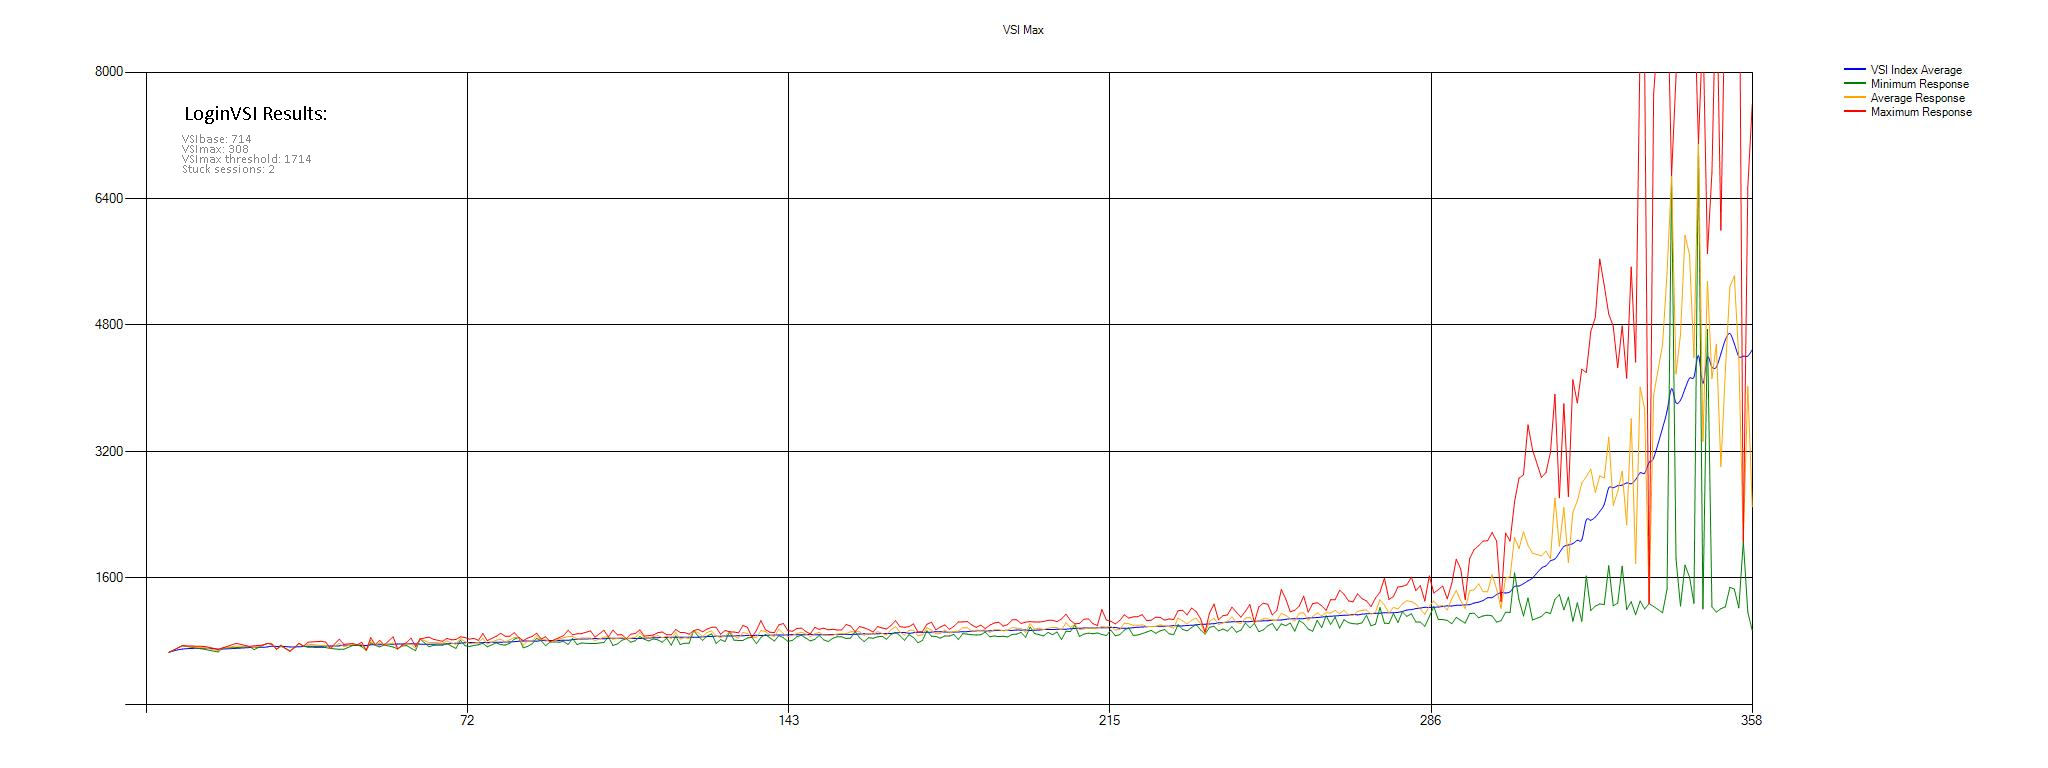 VSI Max
8000
6400
4800
3200
1600
LoginVSI Results:
VSIbase: 714
VSImax: 308
VSImax threshold: 1714
Stuck sessions: 2
VSI Index Average
Minimum Response
Average Response
Maximum Response
72
143
215
286
358